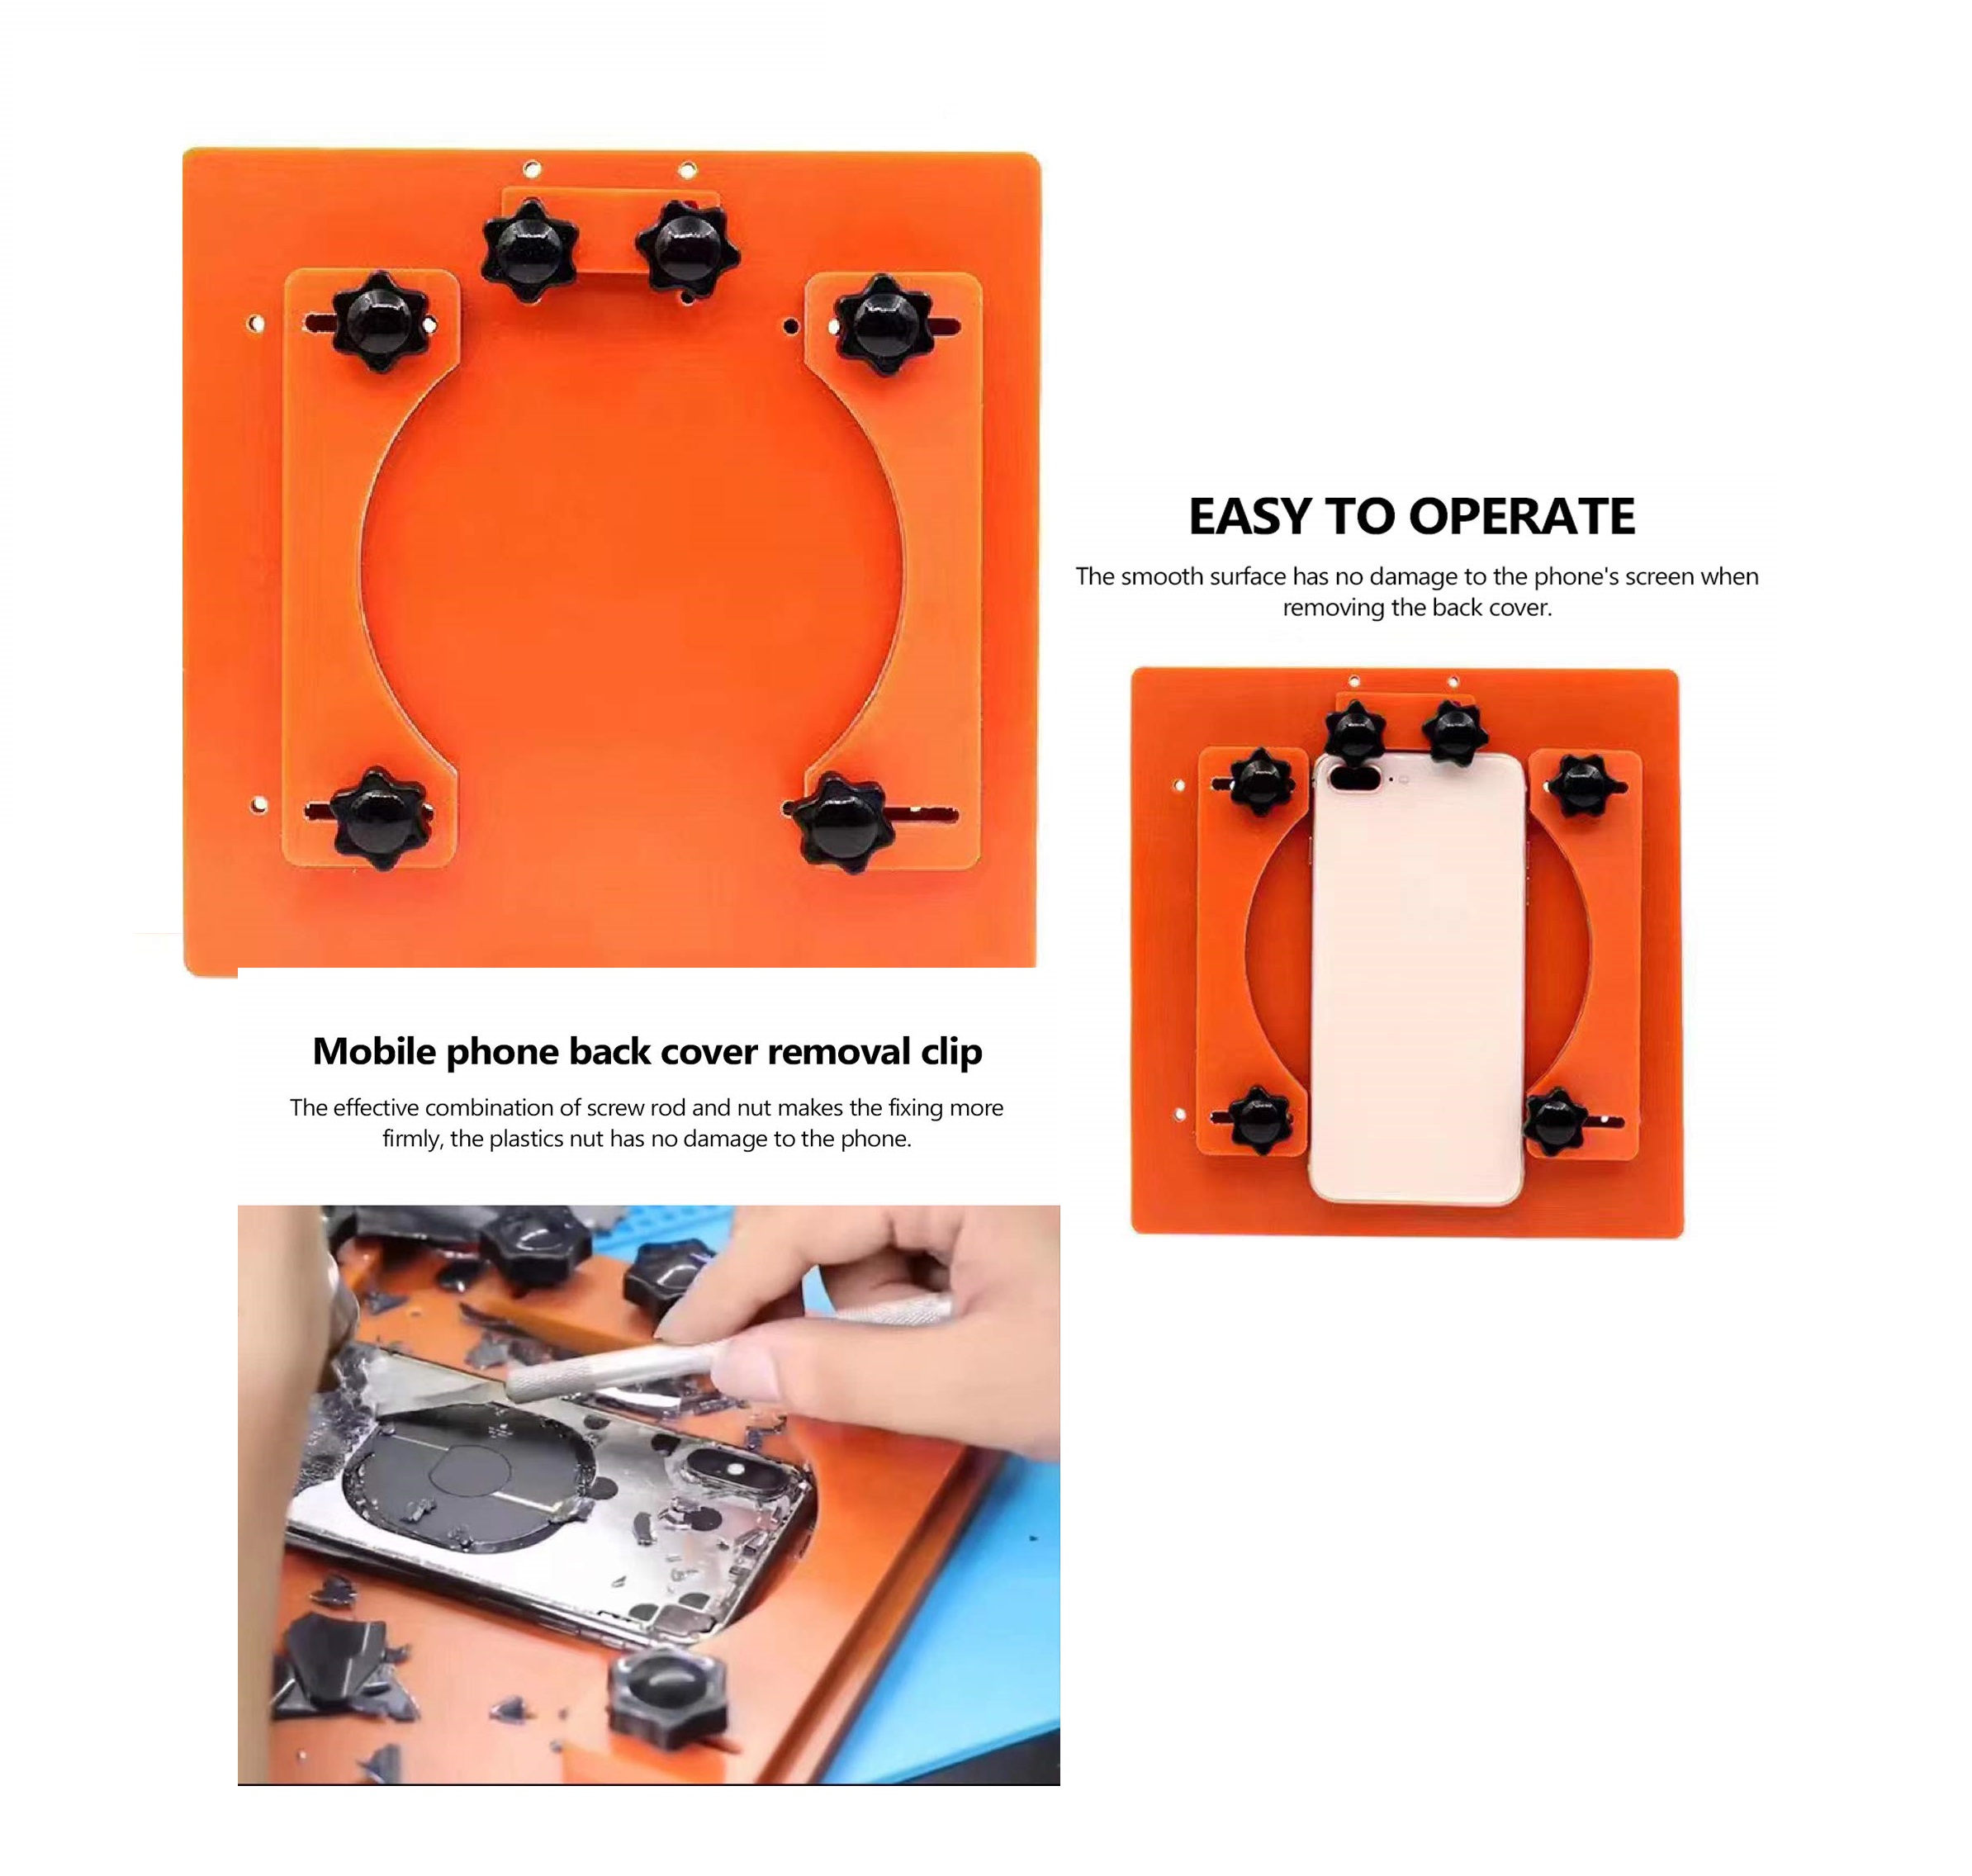 EASY TO OPERATE
The smooth surface has no damage to the phone's screen when
removing the back cover.
Mobile phone back cover removal clip
The effective combination of screw rod and nut makes the fixing more
firmly, the plastics nut has no damage to the phone.